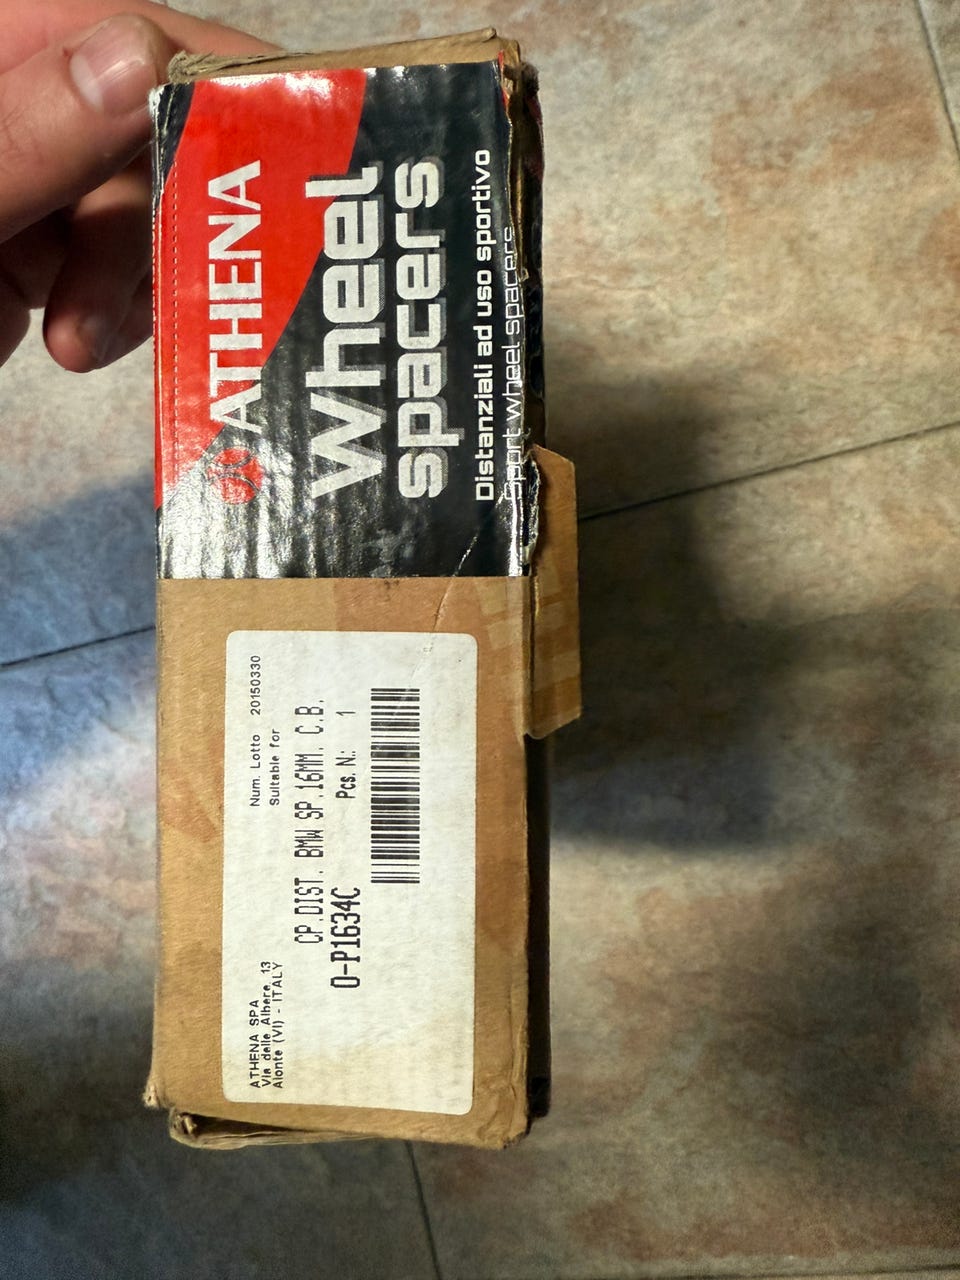 ATHENA
Wheel
spacers
Distanziali ad uso sportivo
Sport wheel spacers
ATHENA SPA
Via delle Albere, 13
Alonte (VI) - ITALY
Num. Lotto 20150330
Suitable for
CP.DIST. BMW SP.16MM. C.B.
0-P1634C
Pcs. N.: 1